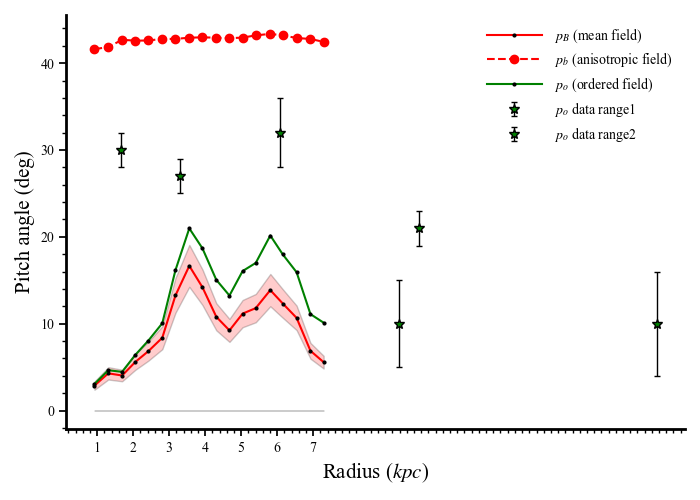 p_B (mean field)
p_b (anisotropic field)
p_o (ordered field)
p_o data range1
p_o data range2
40
30
20
10
0
Pitch angle (deg)
1 2 3 4 5 6 7
Radius (kpc)